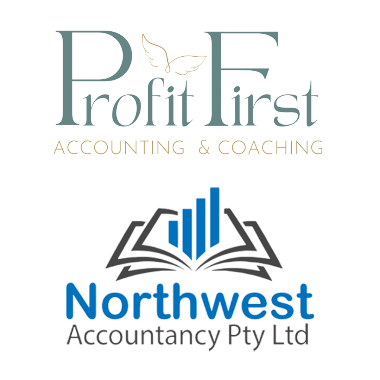 Profit First
ACCOUNTING & COACHING
Northwest
Accountancy Pty Ltd